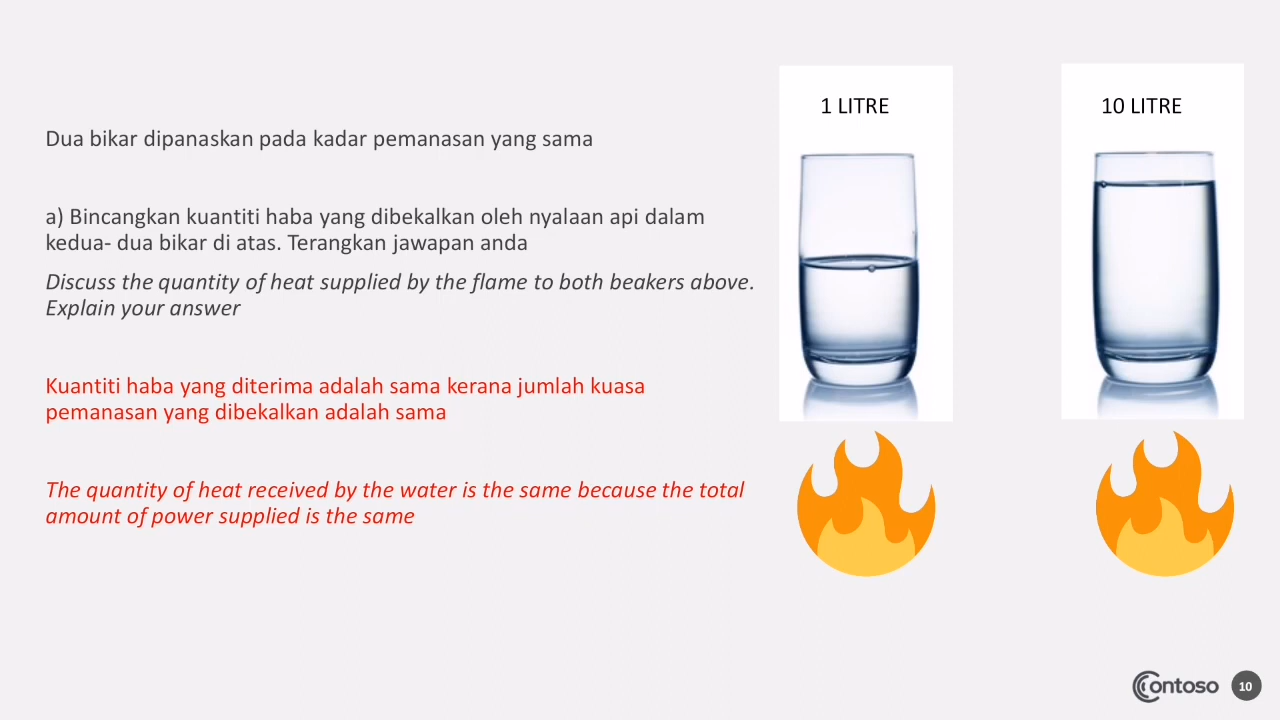 Dua bikar dipanaskan pada kadar pemanasan yang sama
a) Bincangkan kuantiti haba yang dibekalkan oleh nyalaan api dalam
kedua- dua bikar di atas. Terangkan jawapan anda
Discuss the quantity of heat supplied by the flame to both beakers above.
Explain your answer
Kuantiti haba yang diterima adalah sama kerana jumlah kuasa
pemanasan yang dibekalkan adalah sama
The quantity of heat received by the water is the same because the total
amount of power supplied is the same
1 LITRE
10 LITRE
Contoso
10